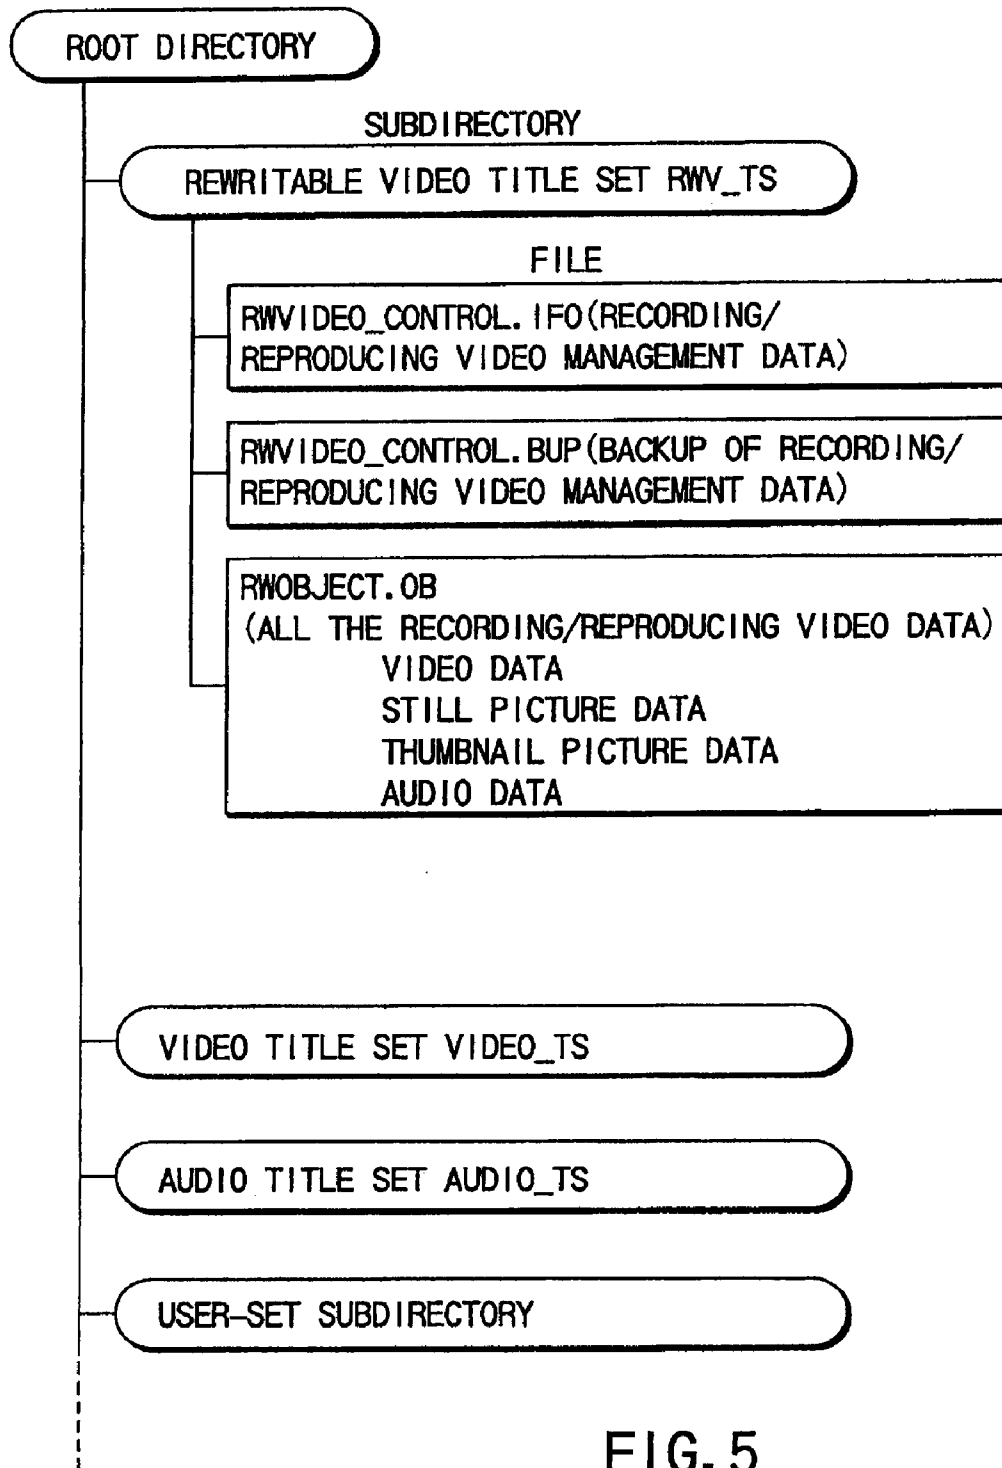 ROOT DIRECTORY
SUBDIRECTORY
REWRITABLE VIDEO TITLE SET RWV_TS
FILE
RWVIDEO_CONTROL.IFO(RECORDING/
REPRODUCING VIDEO MANAGEMENT DATA)
RWVIDEO_CONTROL.BUP(BACKUP OF RECORDING/
REPRODUCING VIDEO MANAGEMENT DATA)
RWOBJECT.OB
(ALL THE RECORDING/REPRODUCING VIDEO DATA)
VIDEO DATA
STILL PICTURE DATA
THUMBNAIL PICTURE DATA
AUDIO DATA
VIDEO TITLE SET VIDEO_TS
AUDIO TITLE SET AUDIO_TS
USER-SET SUBDIRECTORY
FIG. 5